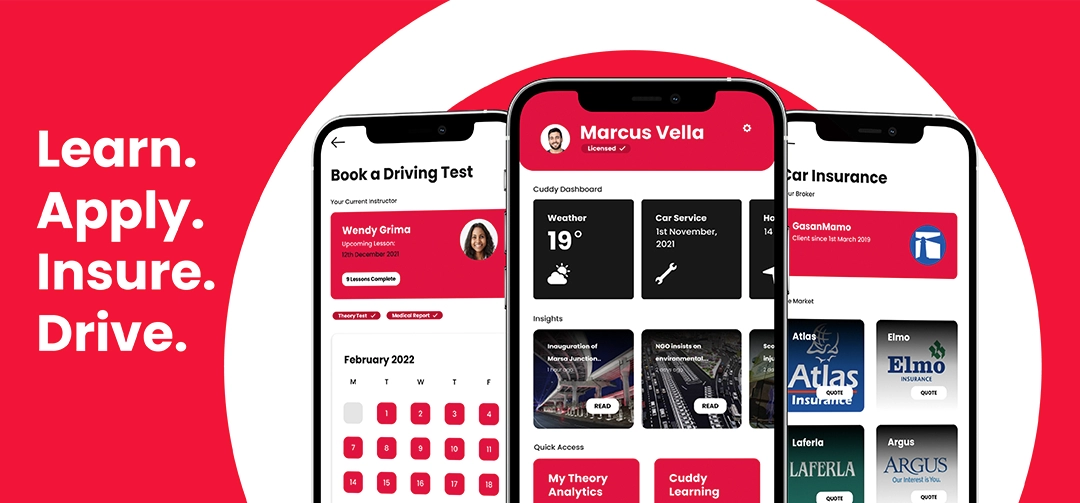 Learn.
Apply.
Insure.
Drive.
Book a Driving Test
Your Current Instructor
Wendy Grima
Upcoming Lesson:
12th December 2021
9 Lessons Complete
Theory Test
Medical Report
February 2022
M T W T F
1 2 3 4
7 8 9 10 11
14 15 16 17 18
Marcus Vella
Licensed
Cuddy Dashboard
Weather
19°
Car Service
1st November,
2021
Ho
14
Insights
Inauguration of
Marsa Junction...
1 hour ago
READ
NGO insists on
environmental...
2 days ago
READ
Sco
inju
Quick Access
My Theory
Analytics
Cuddy
Learning
Car Insurance
ur Broker
GasanMamo
Client since 1st March 2019
e Market
Atlas
Atlas
Insurance
QUOTE
Elmo
Elmo
INSURANCE
QUOTE
Laferla
LAFERLA
QUOTE
Argus
ARGUS
Our Interest is You.
QUOTE